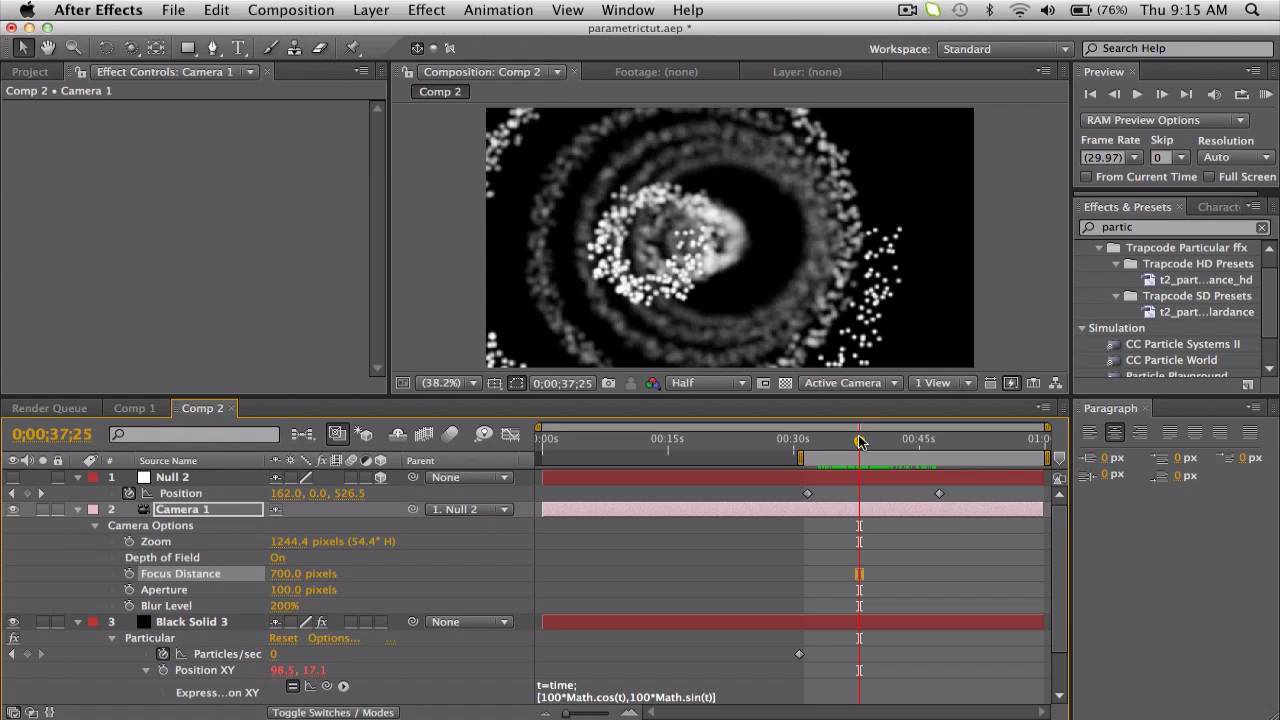 After Effects File Edit Composition Layer Effect Animation View Window Help (76%) Thu 9:15 AM
parametrictut.aep *
Workspace: Standard Search Help
Project Effect Controls: Camera 1 Composition: Comp 2 Footage: (none) Layer: (none) Preview
Comp 2 • Camera 1 Comp 2
RAM Preview Options
Frame Rate Skip Resolution
(29.97) 0 Auto
From Current Time Full Screen
Effects & Presets Charact
partic
Trapcode Particular ffx
Trapcode HD Presets
t2_part...ance_hd
Trapcode SD Presets
t2_part...lardance
Simulation
CC Particle Systems II
CC Particle World
Particle Playground
(38.2%) 0;00;37;25 Half Active Camera 1 View
Render Queue Comp 1 Comp 2 Paragraph
0;00;37;25 :00s 00:15s 00:30s 00:45s 01:0
# Source Name Parent
1 Null 2 None
Position 162.0, 0.0, 526.5
2 Camera 1 1. Null 2
Camera Options
Zoom 1244.4 pixels (54.4° H)
Depth of Field On
Focus Distance 700.0 pixels
Aperture 100.0 pixels
Blur Level 200%
3 Black Solid 3 None
Particular Reset Options... ...
Particles/sec 0
Position XY 98.5, 17.1
Express...on XY t=time;
[100*Math.cos(t),100*Math.sin(t)]
Toggle Switches / Modes
0 px 0 px 0 px
0 px 0 px